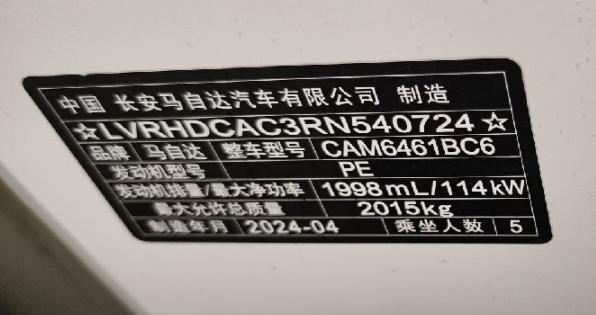 中国 长安马自达汽车有限公司 制造
☆LVRHDCAC3RN540724☆
品牌 马自达 整车型号 CAM6461BC6
发动机型号 PE
发动机排量/最大净功率 1998mL/114kW
最大允许总质量 2015kg
制造年月 2024-04 乘坐人数 5